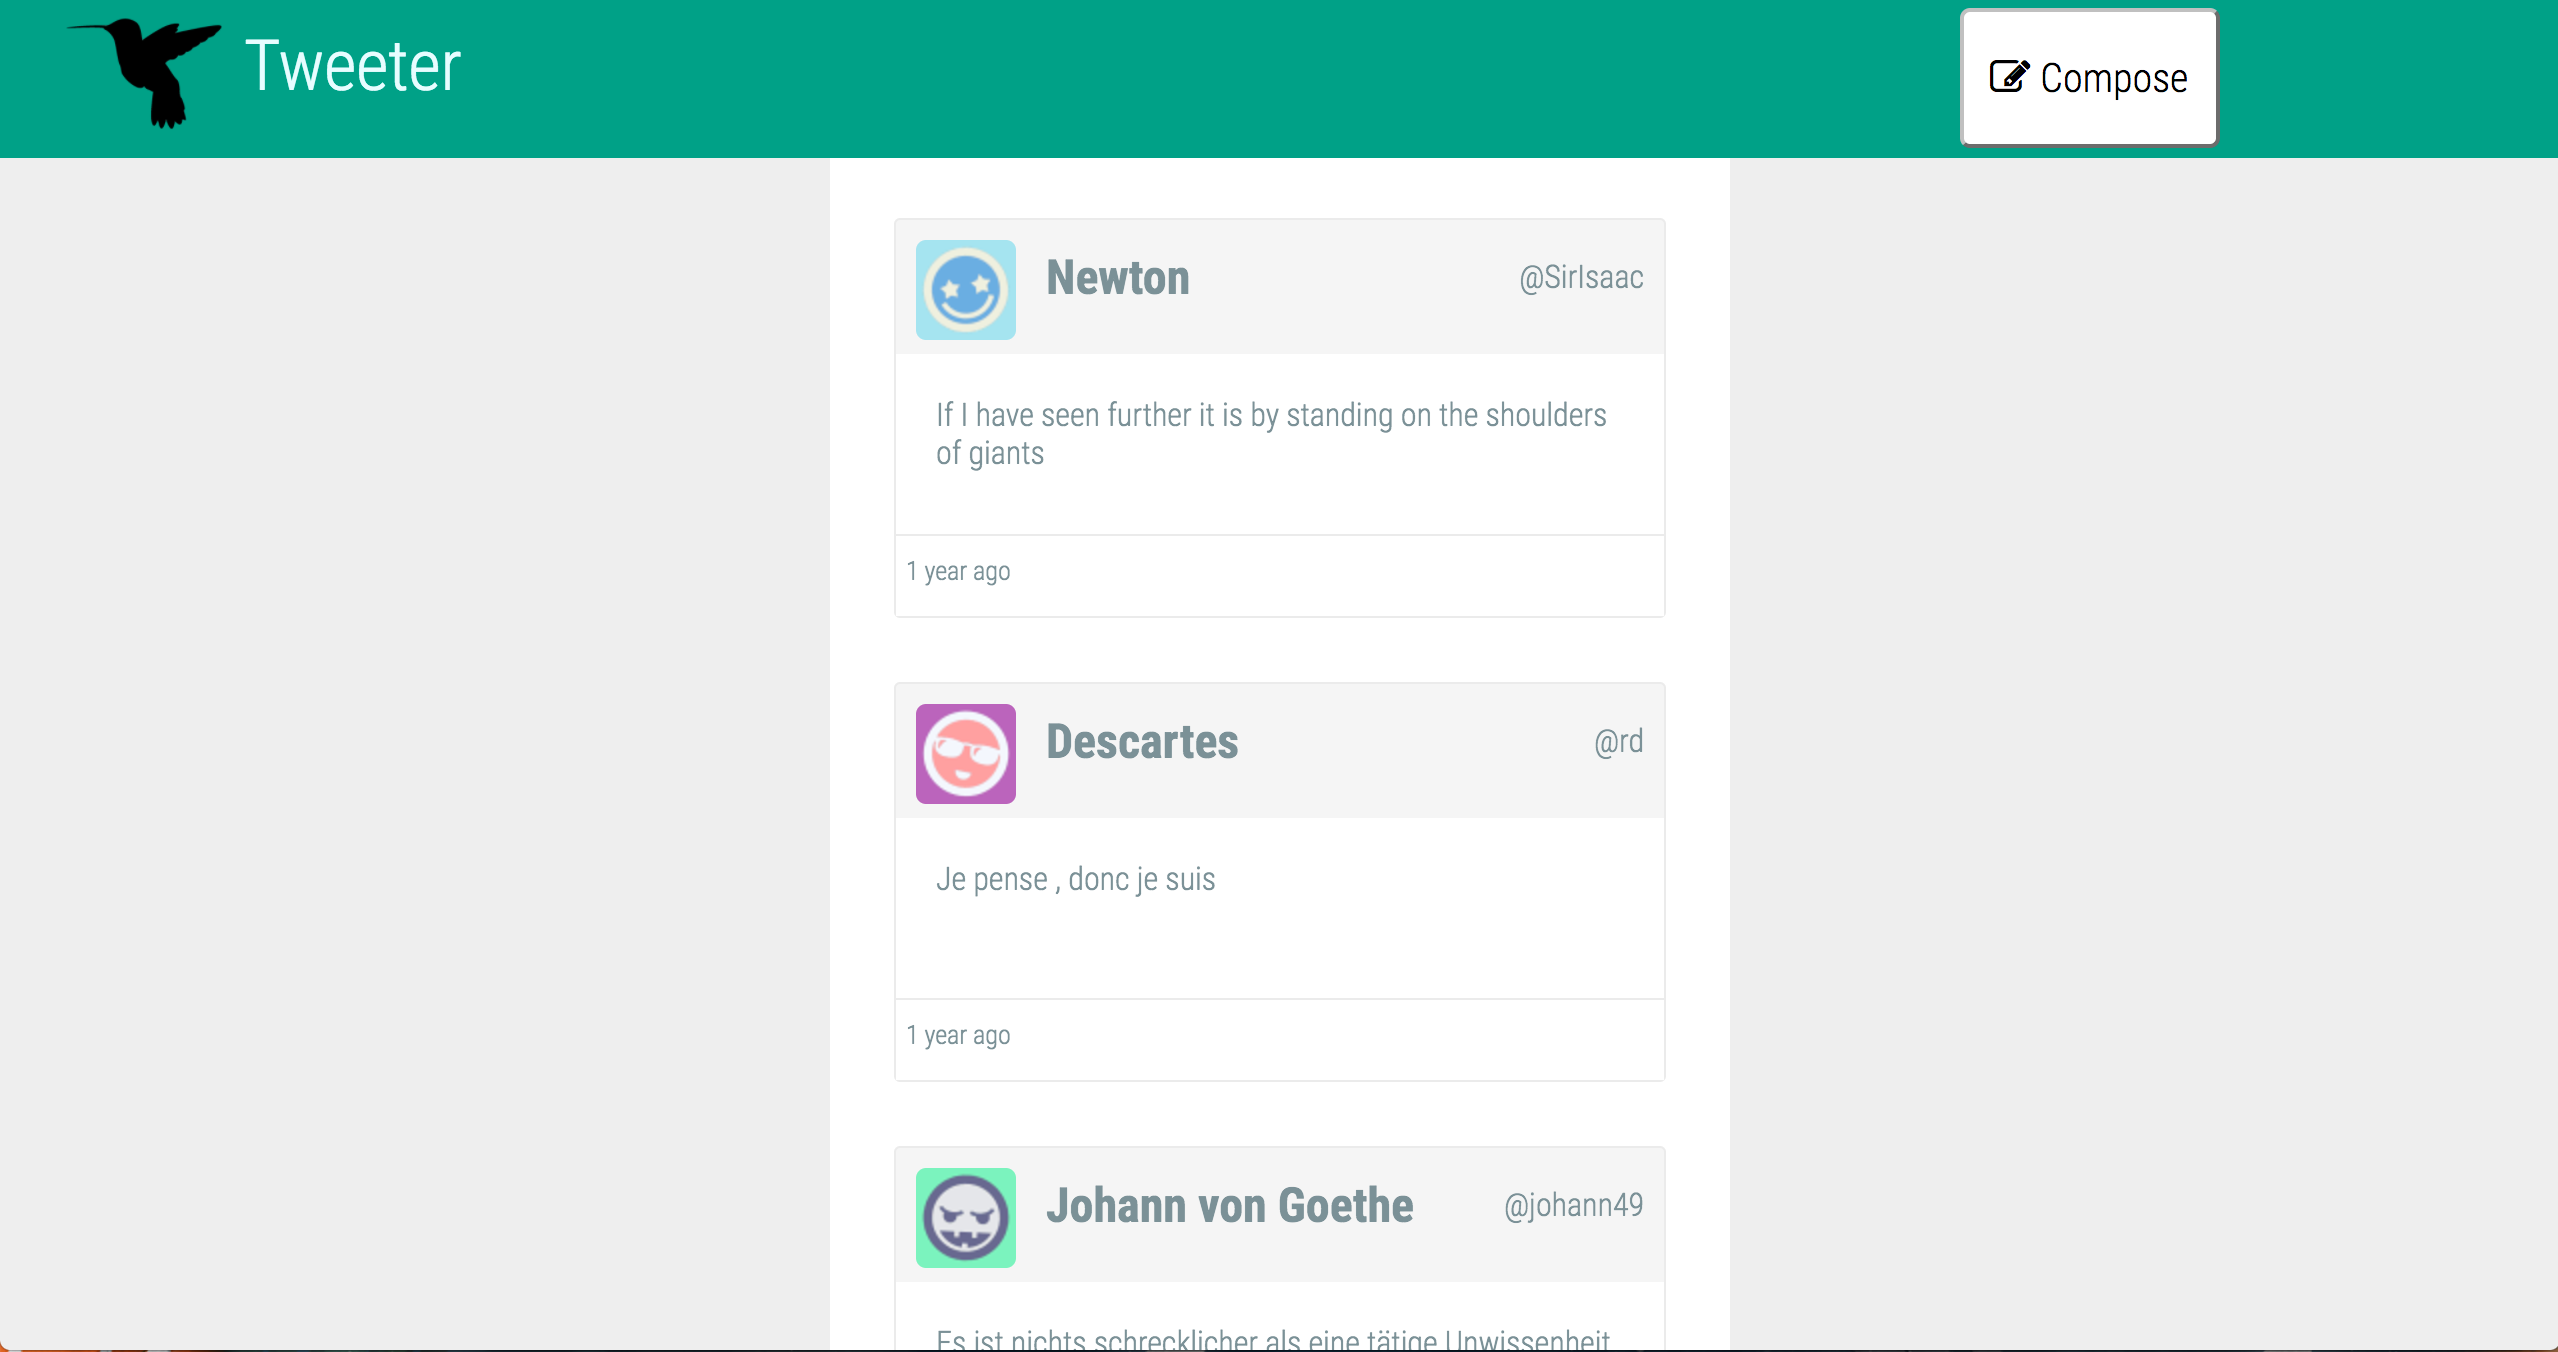 Tweeter
Compose
Newton
@SirIsaac
If I have seen further it is by standing on the shoulders
of giants
1 year ago
Descartes
@rd
Je pense , donc je suis
1 year ago
Johann von Goethe
@johann49
Es ist nichts schrecklicher als eine tätige Unwissenheit